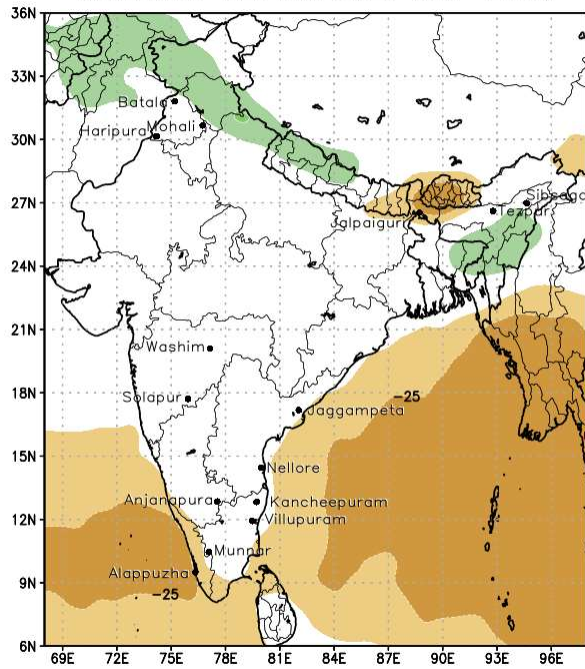 36N
33N
Batala
Mohali
30N
Haripura
27N
Sibsaga
Tezpur
Jalpaiguri
24N
21N
Washim
18N
-25
Solapur
Jaggampeta
15N
Nellore
Anjanapura
Kancheepuram
12N
Villupuram
Munnar
Alappuzha
9N
-25
6N
69E 72E 75E 78E 81E 84E 87E 90E 93E 96E